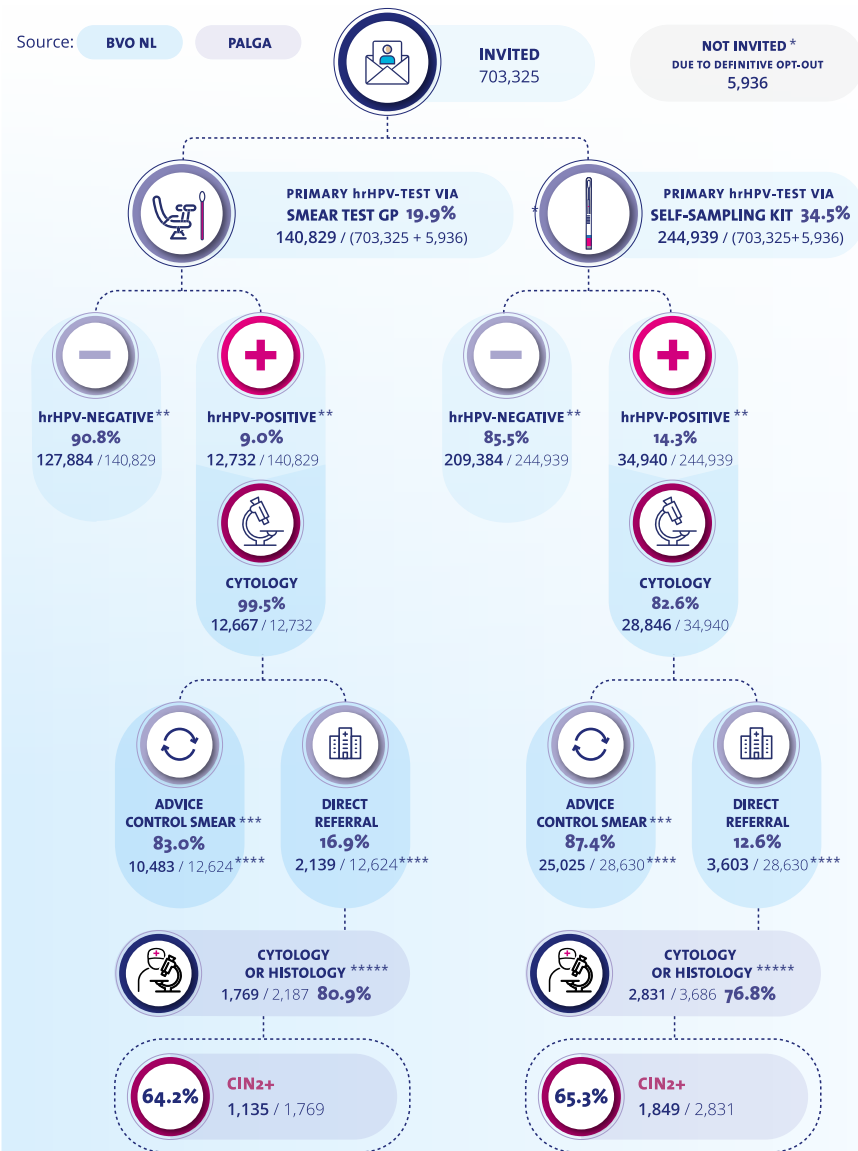 Source: BVO NL PALGA
INVITED
703,325
NOT INVITED *
DUE TO DEFINITIVE OPT-OUT
5,936
PRIMARY hrHPV-TEST VIA
SMEAR TEST GP 19.9%
140,829 / (703,325 + 5,936)
*
PRIMARY hrHPV-TEST VIA
SELF-SAMPLING KIT 34.5%
244,939 / (703,325+5,936)
hrHPV-NEGATIVE**
90.8%
127,884 / 140,829
hrHPV-POSITIVE**
9.0%
12,732 / 140,829
CYTOLOGY
99.5%
12,667 / 12,732
hrHPV-NEGATIVE**
85.5%
209,384 / 244,939
hrHPV-POSITIVE **
14.3%
34,940 / 244,939
CYTOLOGY
82.6%
28,846 / 34,940
ADVICE
CONTROL SMEAR ***
83.0%
10,483 / 12,624****
DIRECT
REFERRAL
16.9%
2,139 / 12,624****
ADVICE
CONTROL SMEAR ***
87.4%
25,025 / 28,630****
DIRECT
REFERRAL
12.6%
3,603 / 28,630****
CYTOLOGY
OR HISTOLOGY *****
1,769 / 2,187 80.9%
CYTOLOGY
OR HISTOLOGY *****
2,831 / 3,686 76.8%
64.2%
CIN2+
1,135 / 1,769
65.3%
CIN2+
1,849 / 2,831